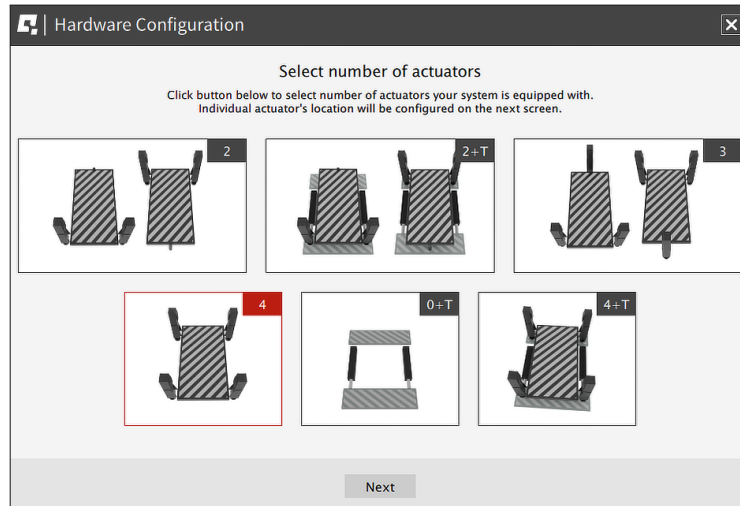 Hardware Configuration
Select number of actuators
Click button below to select number of actuators your system is equipped with.
Individual actuator's location will be configured on the next screen.
2
2+T
3
4
0+T
4+T
Next